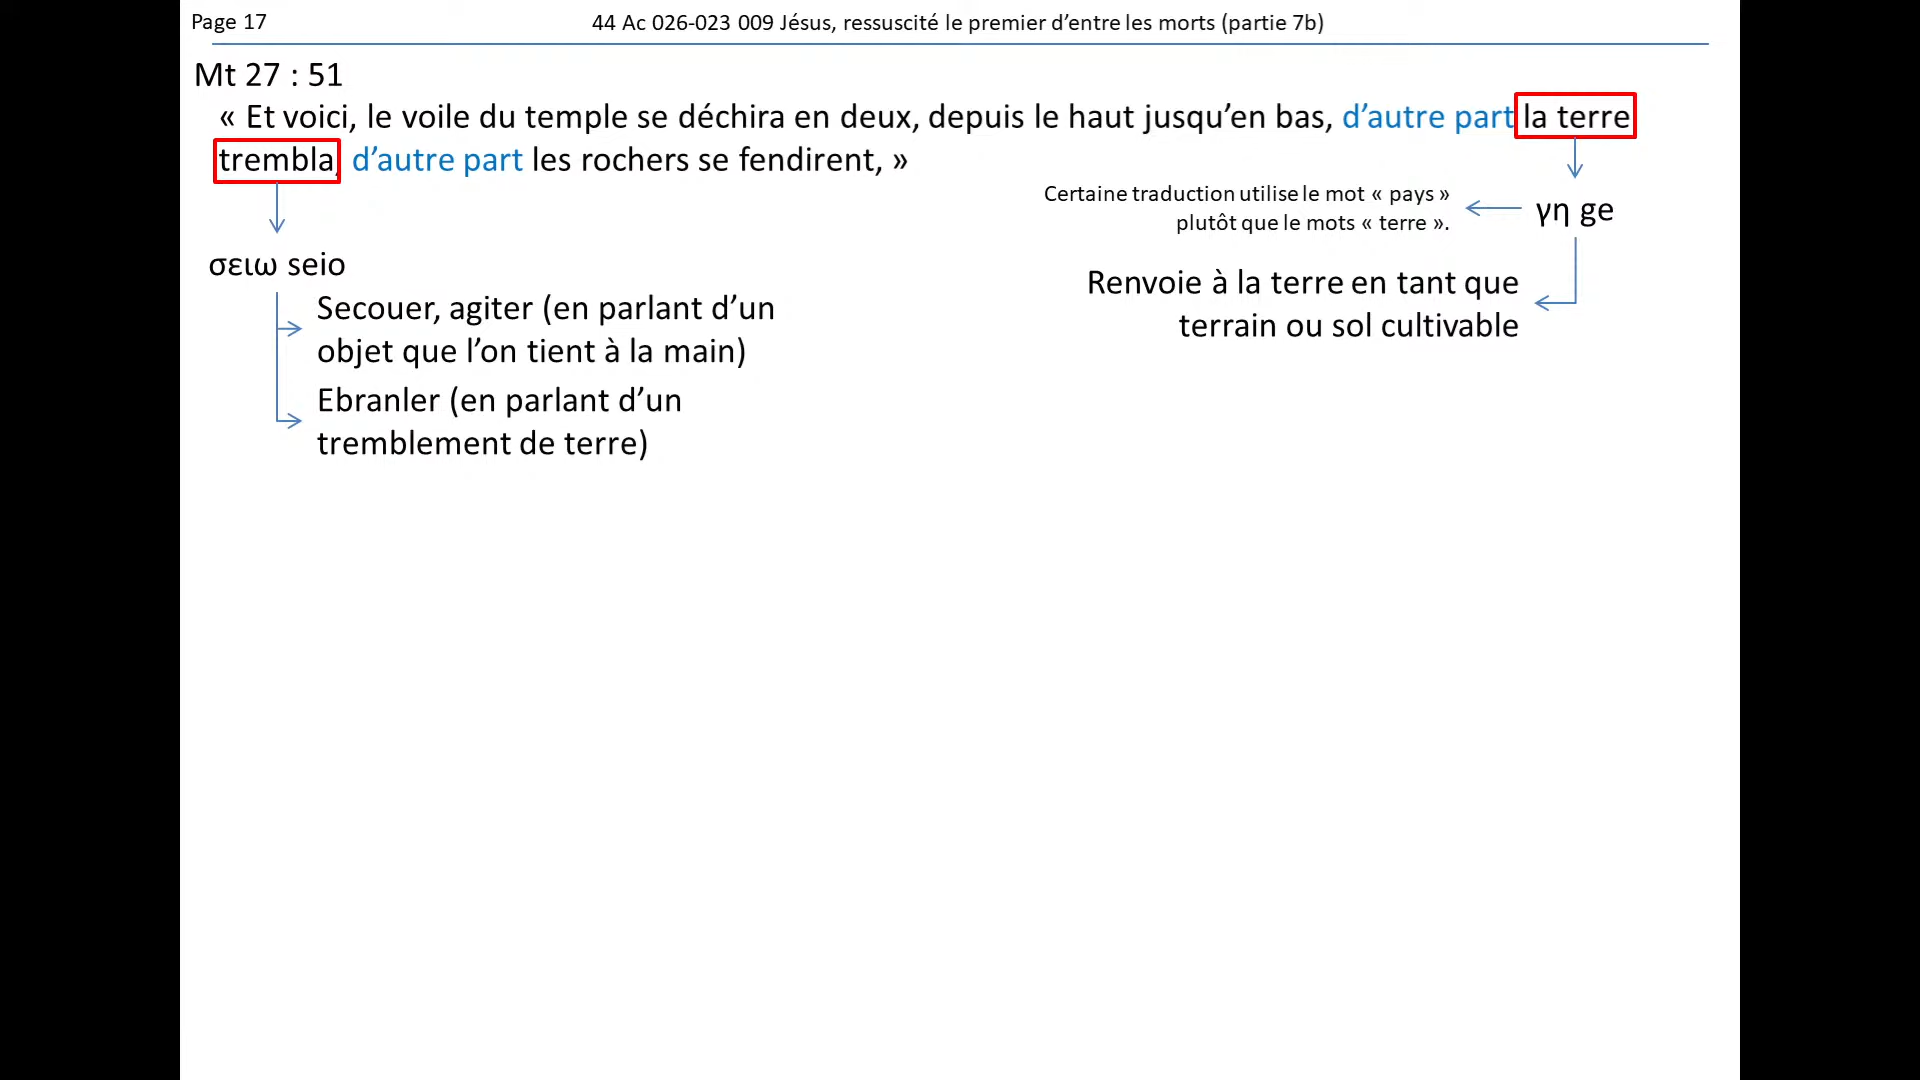 Page 17
44 Ac 026-023 009 Jésus, ressuscité le premier d’entre les morts (partie 7b)
Mt 27 : 51
« Et voici, le voile du temple se déchira en deux, depuis le haut jusqu’en bas, d’autre part la terre
trembla, d’autre part les rochers se fendirent, »
Certaine traduction utilise le mot « pays »
plutôt que le mots « terre ».
γη ge
σειω seio
Renvoie à la terre en tant que
terrain ou sol cultivable
Secouer, agiter (en parlant d’un
objet que l’on tient à la main)
Ebranler (en parlant d’un
tremblement de terre)